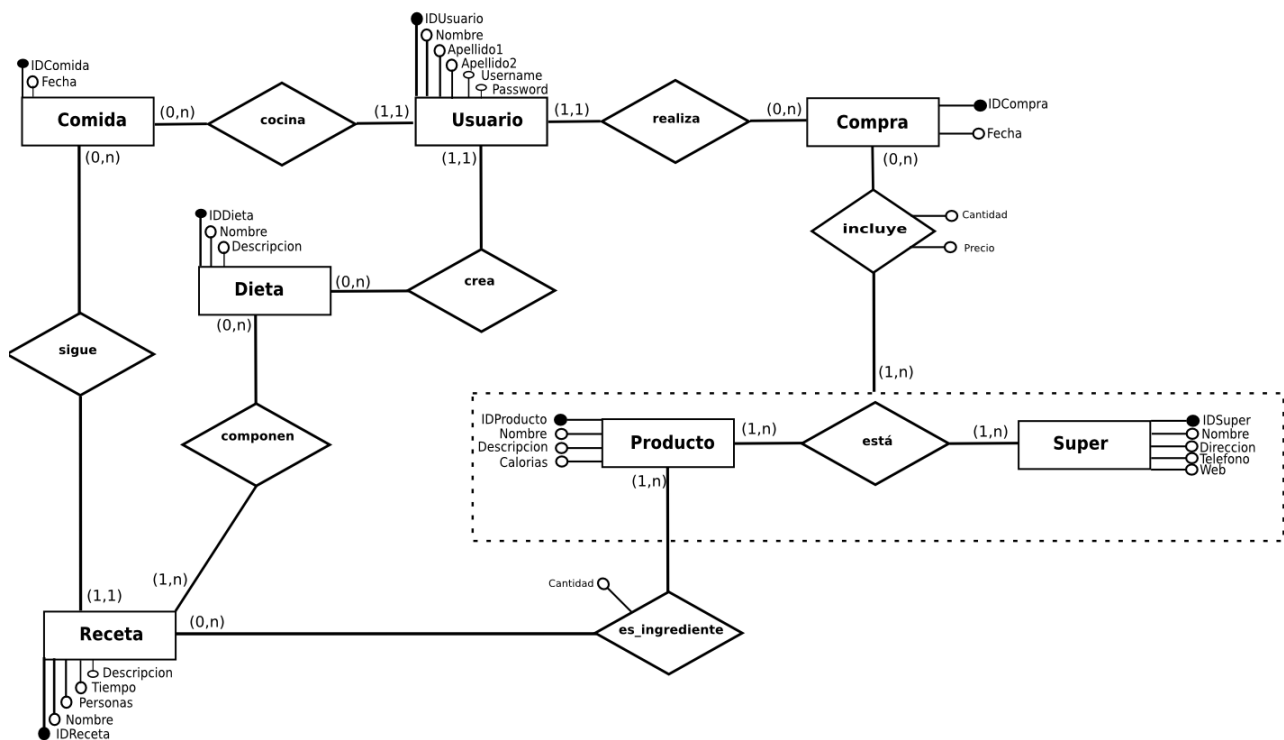 IDUsuario
Nombre
Apellido1
Apellido2
Username
Password
IDComida
Fecha
Comida
(0,n)
cocina
(1,1)
Usuario
(1,1)
realiza
(0,n)
Compra
IDCompra
Fecha
(0,n)
(1,1)
(0,n)
IDDieta
Nombre
Descripcion
Dieta
(0,n)
crea
incluye
Cantidad
Precio
(0,n)
sigue
(1,n)
componen
IDProducto
Nombre
Descripcion
Calorias
Producto
(1,n)
está
(1,n)
Super
IDSuper
Nombre
Direccion
Telefono
Web
(1,n)
(1,n)
Cantidad
(1,1)
Receta
(0,n)
es_ingrediente
Descripcion
Tiempo
Personas
Nombre
IDReceta